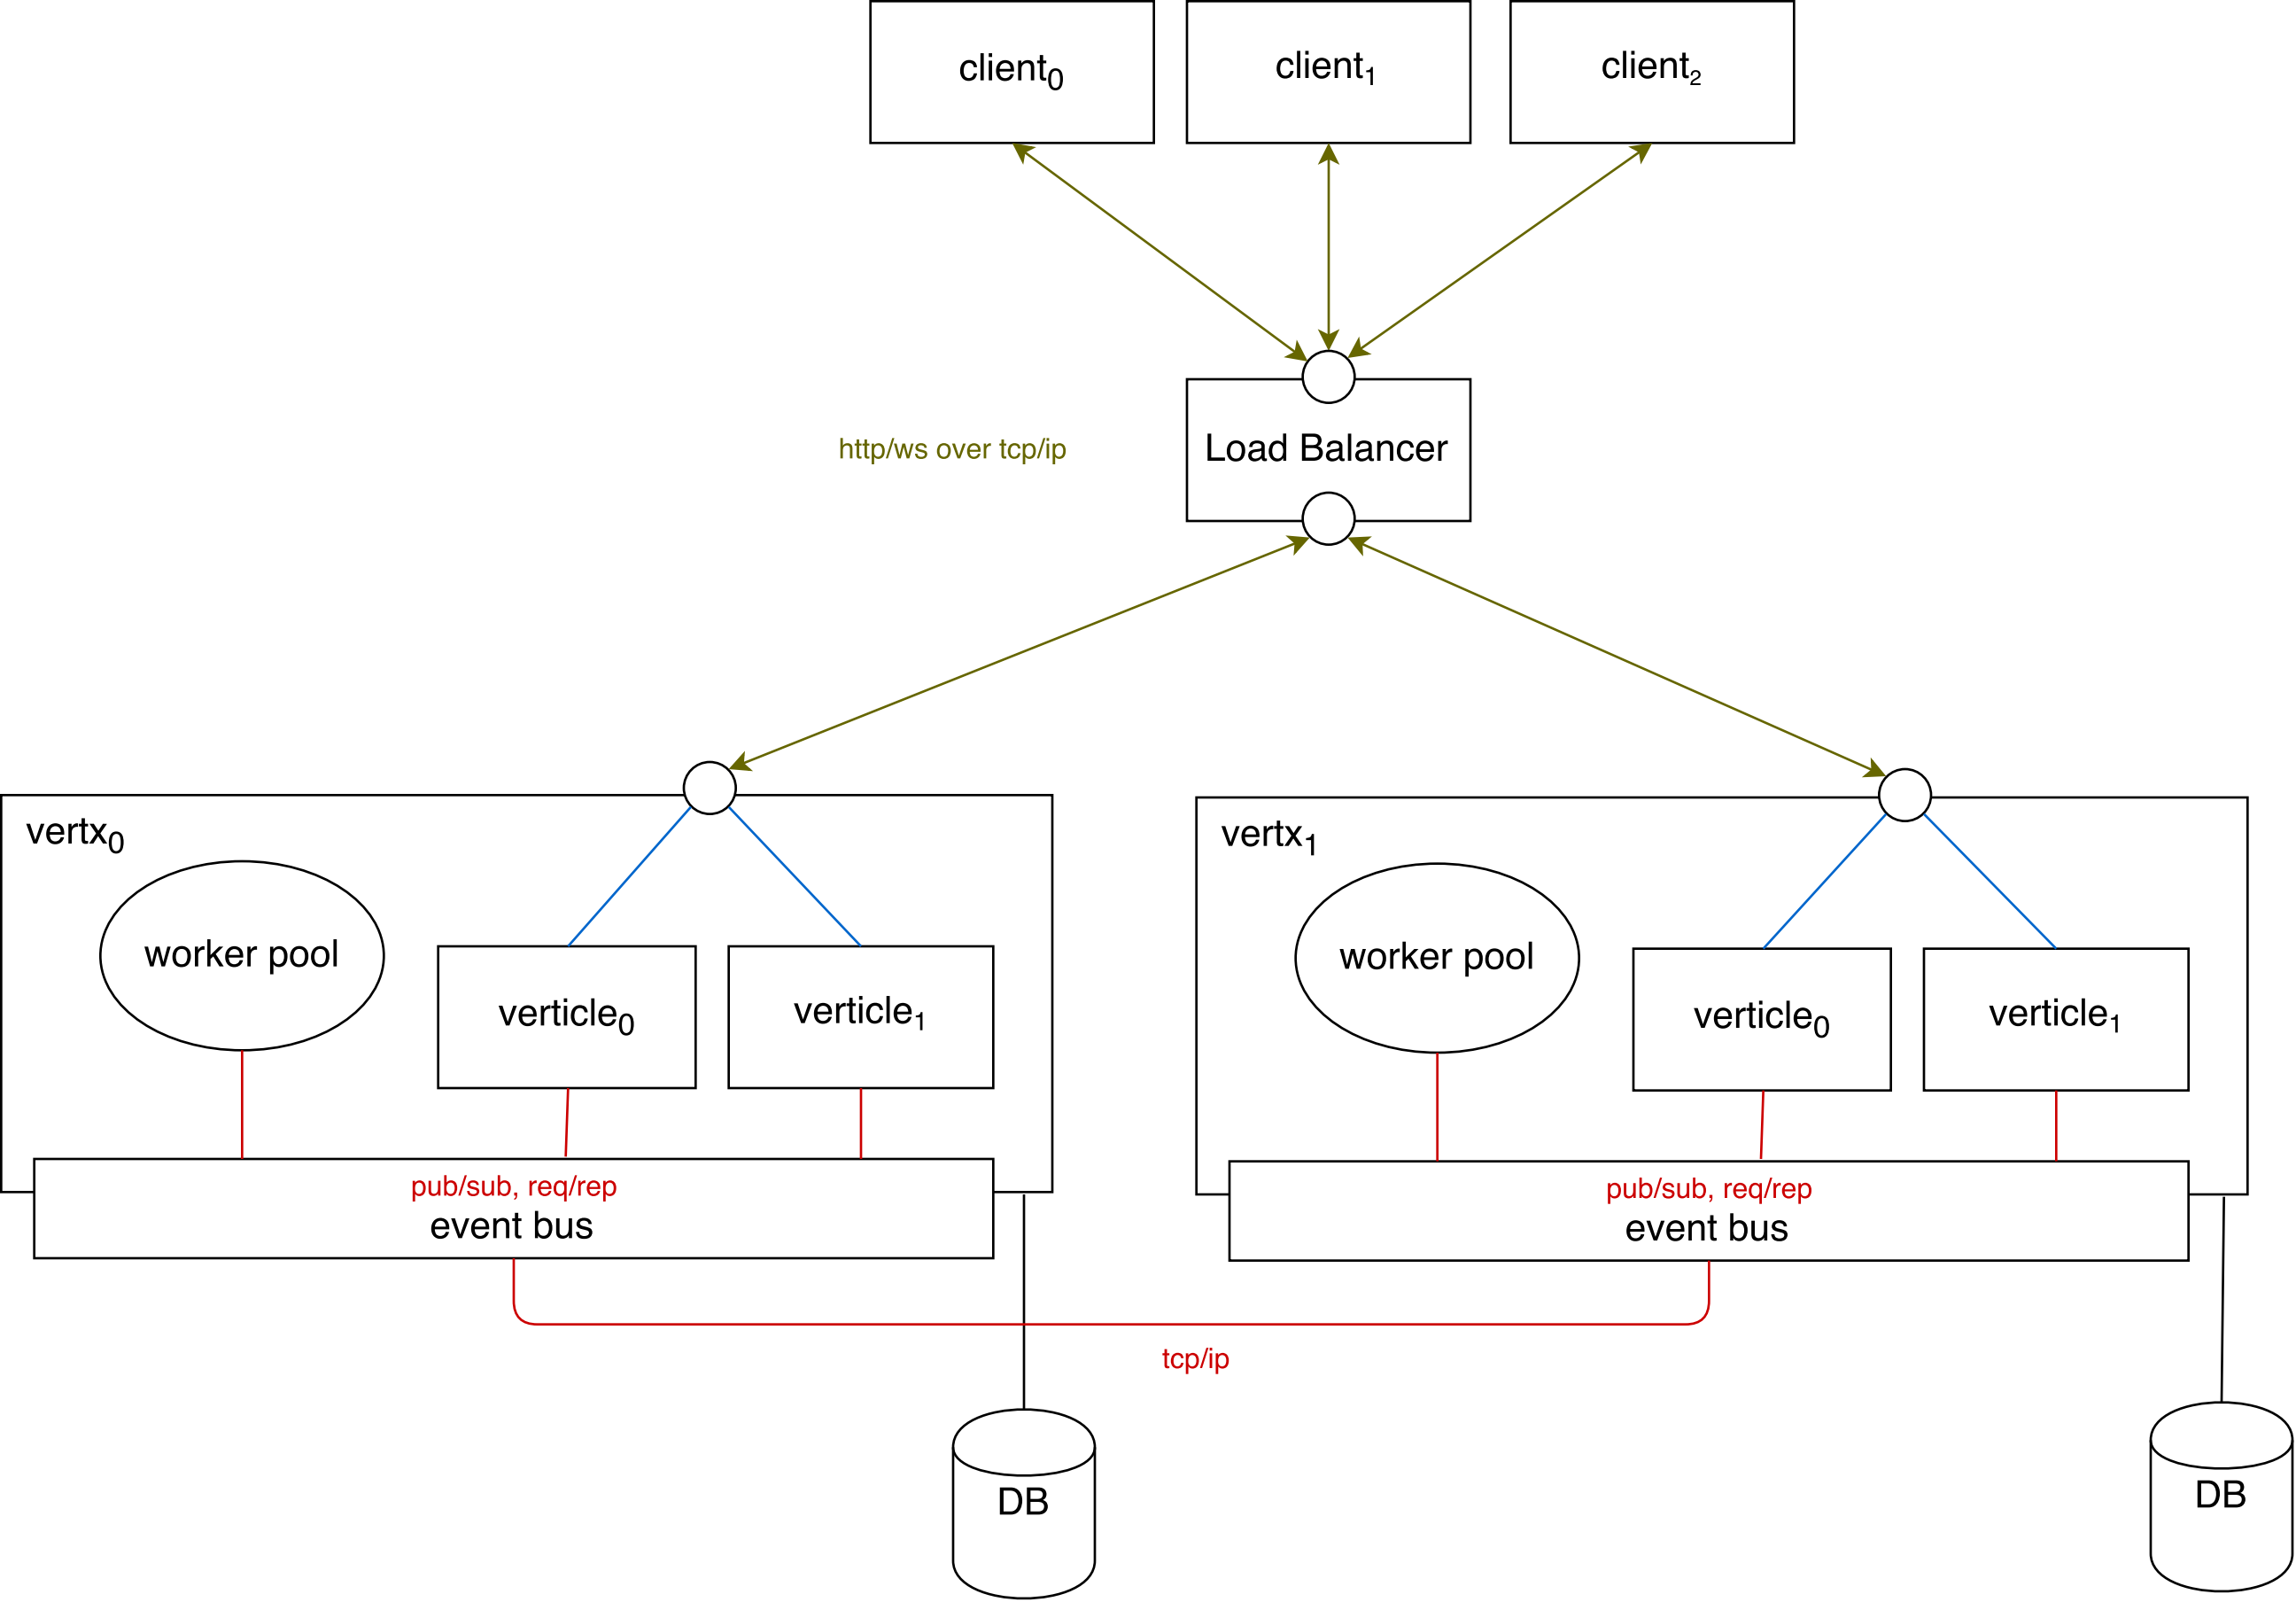 client0
client1
client2
http/ws over tcp/ip
Load Balancer
vertx0
worker pool
verticle0
verticle1
pub/sub, req/rep
event bus
vertx1
worker pool
verticle0
verticle1
pub/sub, req/rep
event bus
tcp/ip
DB
DB